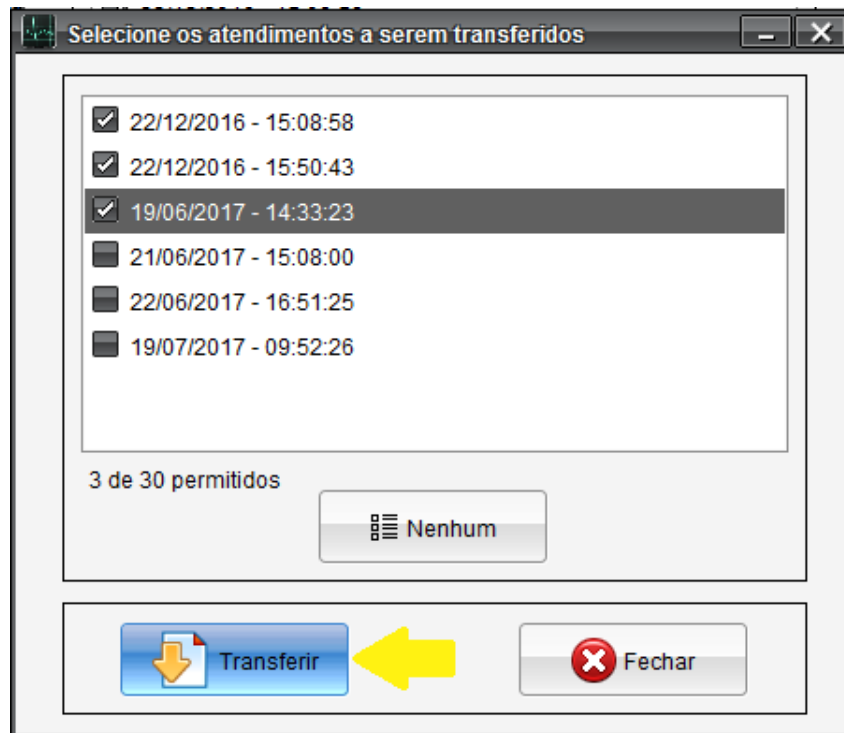 Selecione os atendimentos a serem transferidos
22/12/2016 - 15:08:58
22/12/2016 - 15:50:43
19/06/2017 - 14:33:23
21/06/2017 - 15:08:00
22/06/2017 - 16:51:25
19/07/2017 - 09:52:26
3 de 30 permitidos
Nenhum
Transferir
Fechar